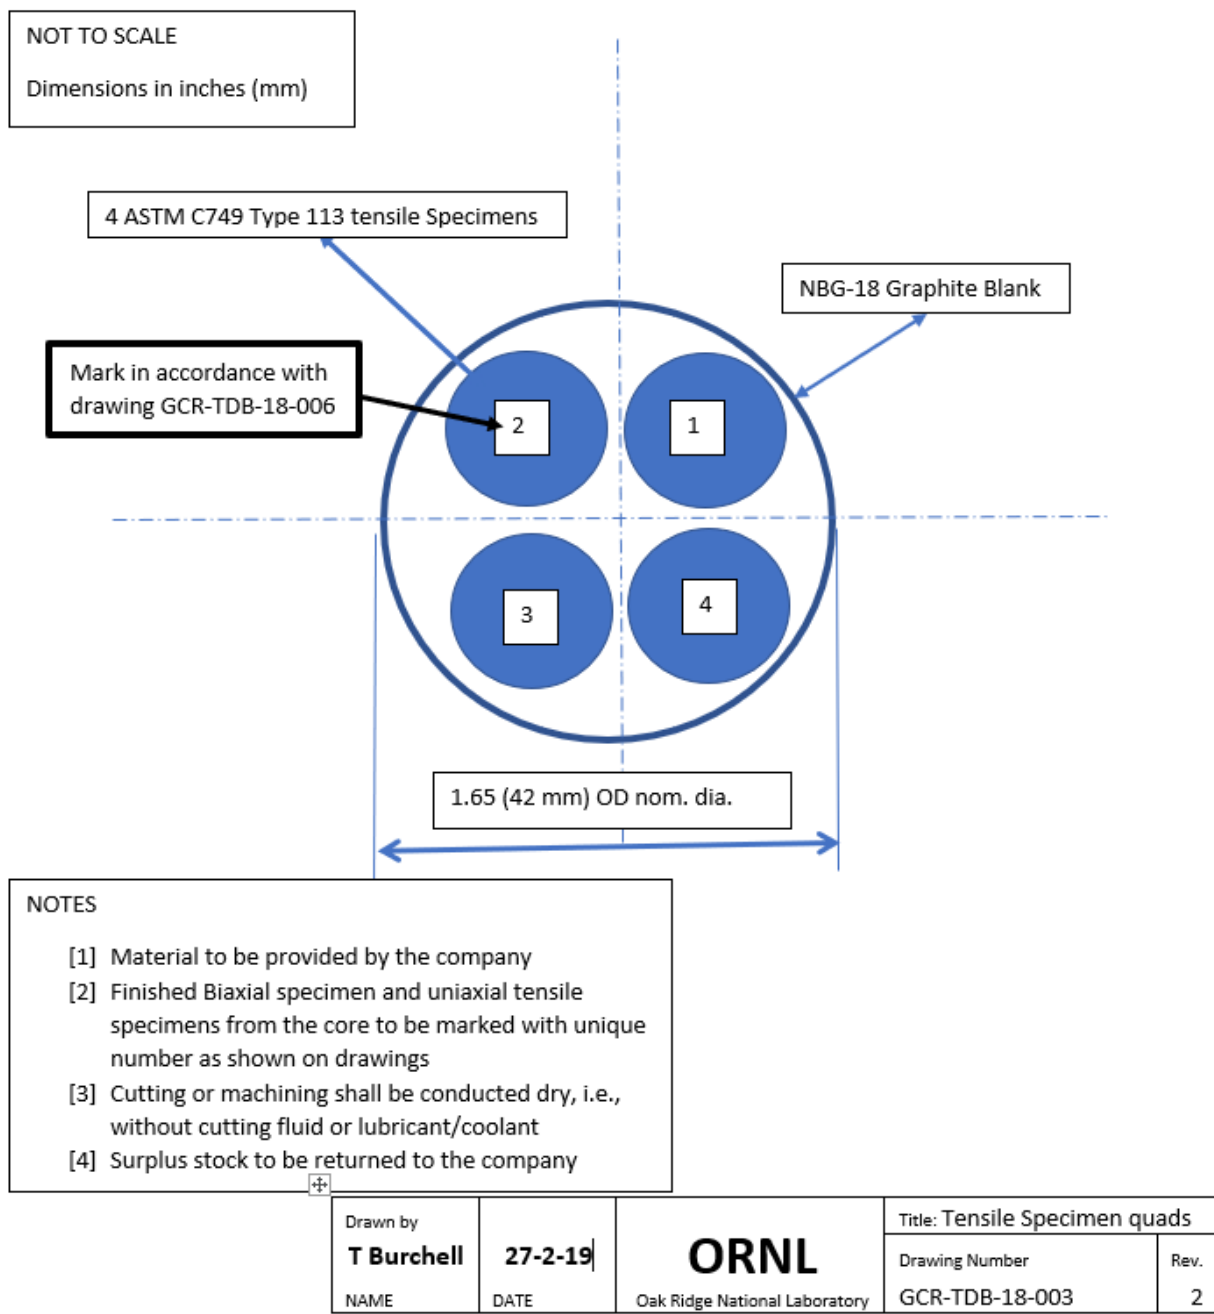 NOT TO SCALE
Dimensions in inches (mm)
4 ASTM C749 Type 113 tensile Specimens
NBG-18 Graphite Blank
Mark in accordance with
drawing GCR-TDB-18-006
2
1
3
4
1.65 (42 mm) OD nom. dia.
NOTES
[1] Material to be provided by the company
[2] Finished Biaxial specimen and uniaxial tensile
specimens from the core to be marked with unique
number as shown on drawings
[3] Cutting or machining shall be conducted dry, i.e.,
without cutting fluid or lubricant/coolant
[4] Surplus stock to be returned to the company
Drawn by
T Burchell
NAME
27-2-19
DATE
ORNL
Oak Ridge National Laboratory
Title: Tensile Specimen quads
Drawing Number
GCR-TDB-18-003
Rev.
2